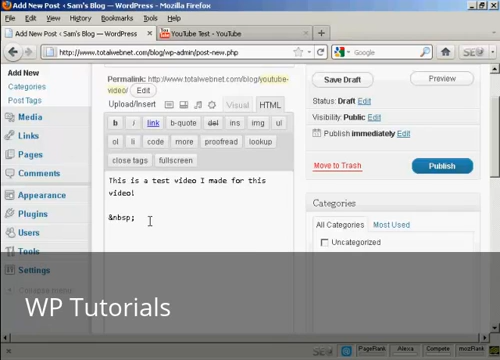 Add New Post ‹ Sam's Blog — WordPress - Mozilla Firefox
File Edit View History Bookmarks Tools Help
Add New Post ‹ Sam's Blog — WordPress
YouTube Test - YouTube
http://www.totalwebnet.com/blog/wp-admin/post-new.php
Google
Add New
Categories
Post Tags
Media
Links
Pages
Comments
Appearance
Plugins
Users
Tools
Settings
Collapse menu
Permalink: http://www.totalwebnet.com/blog/youtube-
video/ Edit
Upload/Insert Visual HTML
b i link b-quote del ins img ul
ol li code more proofread lookup
close tags fullscreen
This is a test video I made for this
video!
&nbsp;
Save Draft Preview
Status: Draft Edit
Visibility: Public Edit
Publish immediately Edit
Move to Trash Publish
Categories
All Categories Most Used
Uncategorized
WP Tutorials
PageRank Alexa Compete mozRank